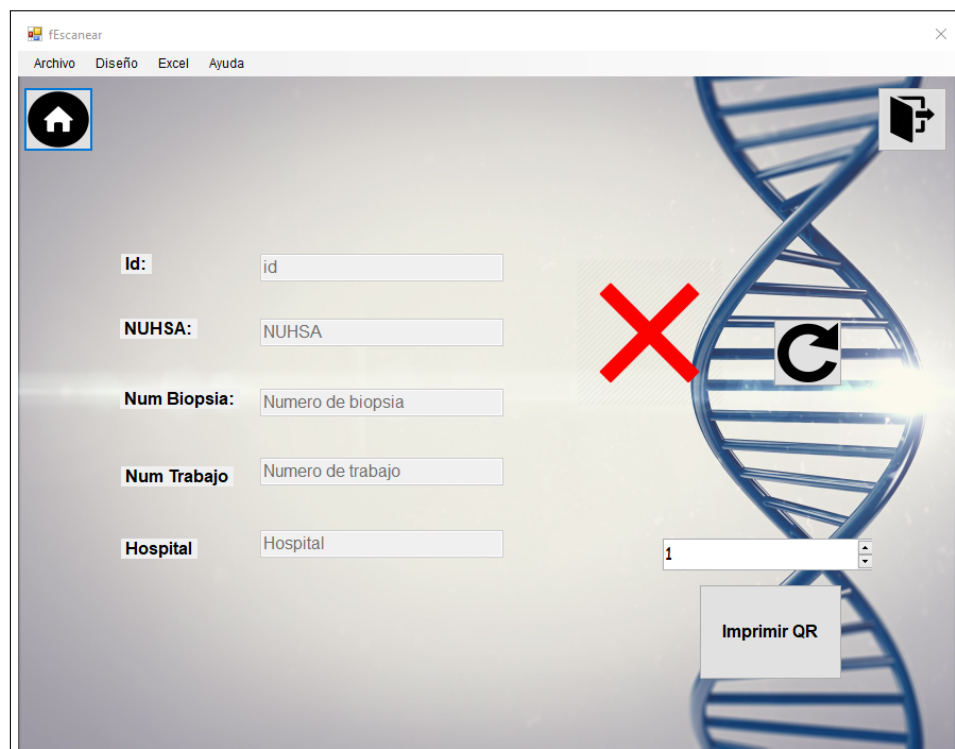 fEscanear
Archivo Diseño Excel Ayuda
Id: id
NUHSA: NUHSA
Num Biopsia: Numero de biopsia
Num Trabajo Numero de trabajo
Hospital Hospital
1
Imprimir QR